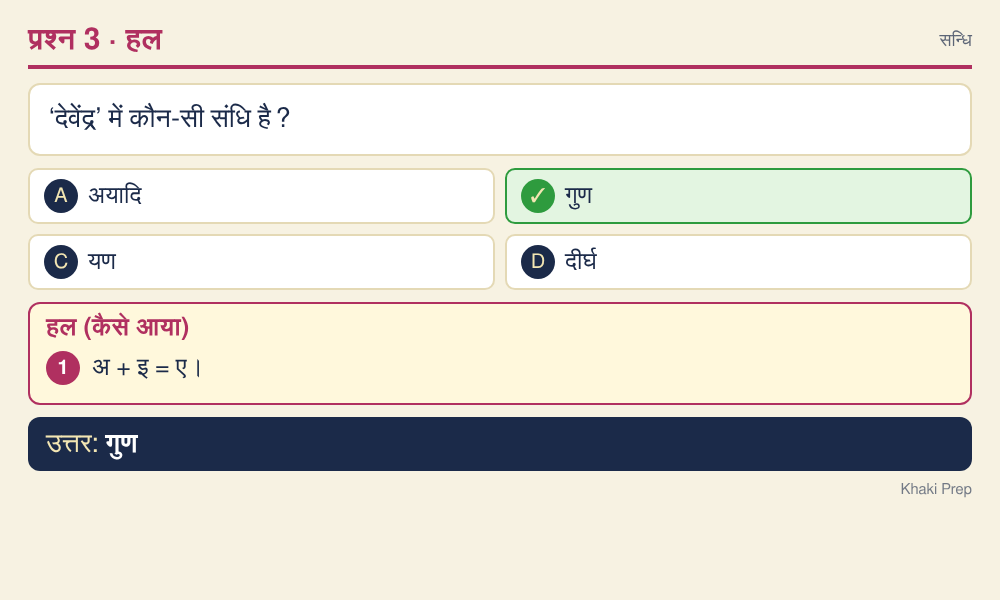 प्रश्न 3 · हल
सन्धि
‘देवेंद्र’ में कौन-सी संधि है ?
A अयादि
✓ गुण
C यण
D दीर्घ
हल (कैसे आया)
1 अ + इ = ए।
उत्तर: गुण
Khaki Prep